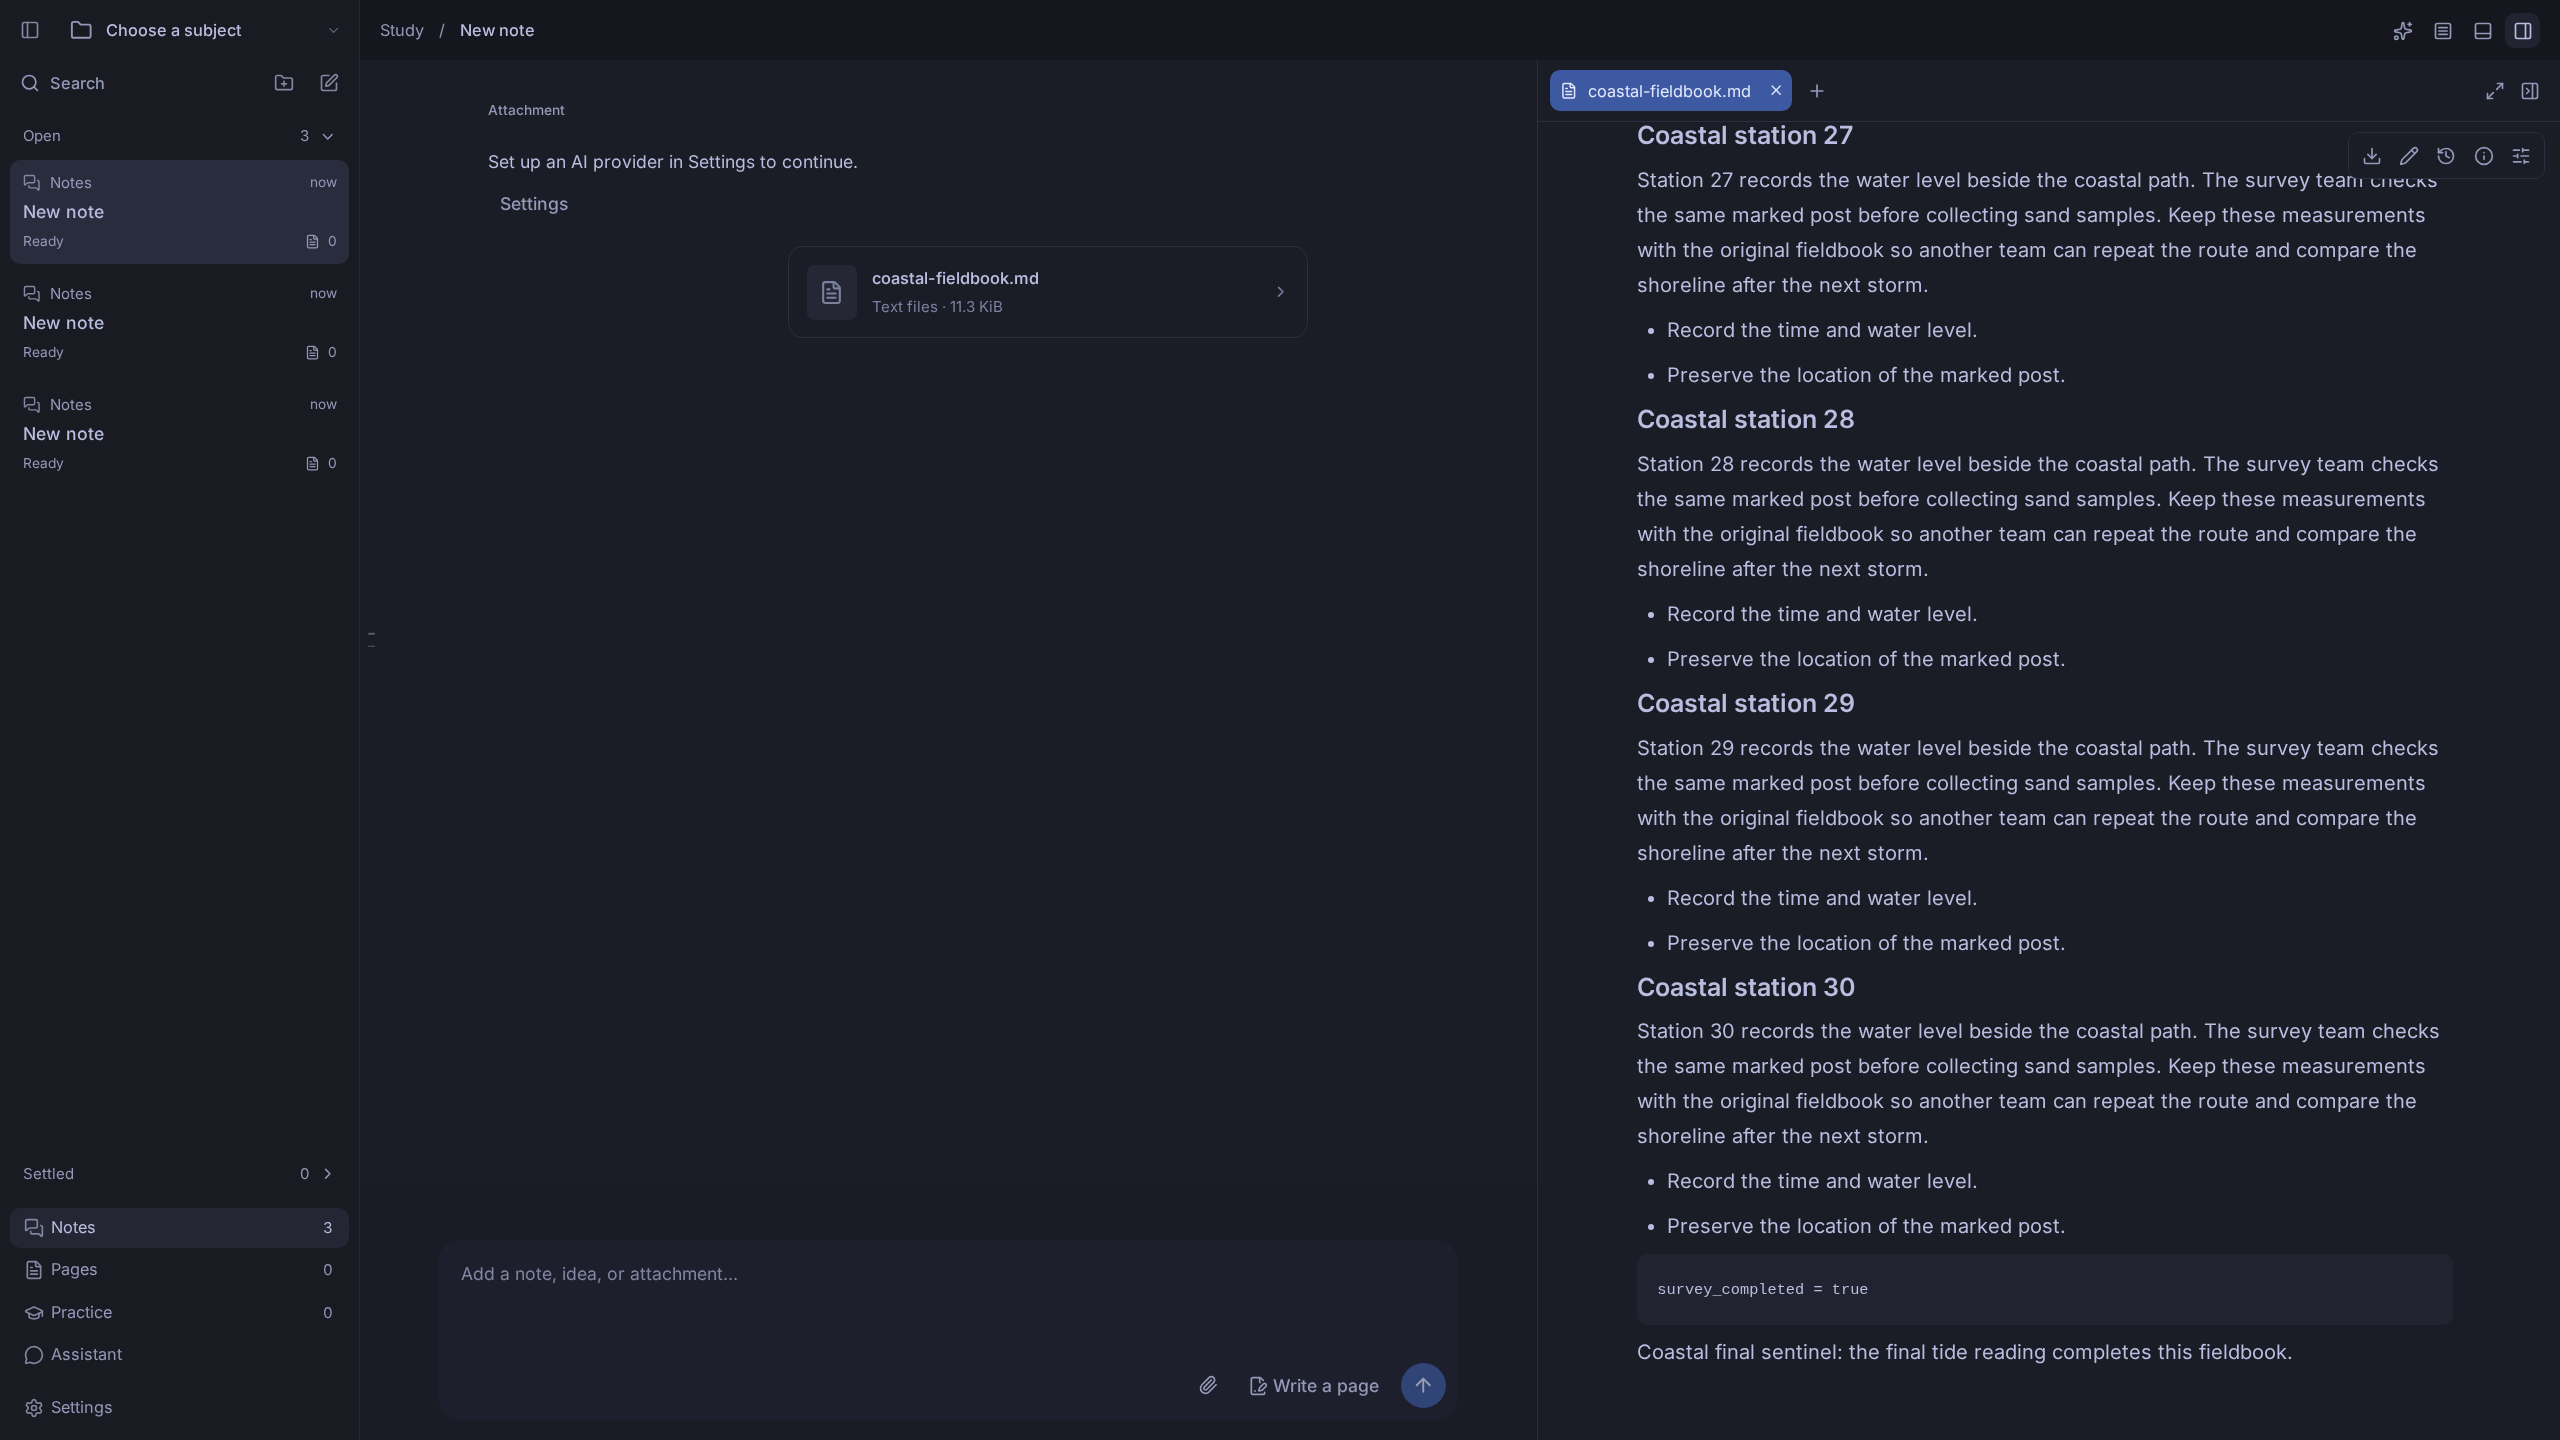 Choose a subject
Search
Open 3
Notes now
New note
Ready 0
Notes now
New note
Ready 0
Notes now
New note
Ready 0
Settled 0
Notes 3
Pages 0
Practice 0
Assistant
Settings
Study / New note
Attachment
Set up an AI provider in Settings to continue.
Settings
coastal-fieldbook.md
Text files · 11.3 KiB
Add a note, idea, or attachment...
Write a page
coastal-fieldbook.md
Coastal station 27
Station 27 records the water level beside the coastal path. The survey team checks
the same marked post before collecting sand samples. Keep these measurements
with the original fieldbook so another team can repeat the route and compare the
shoreline after the next storm.
• Record the time and water level.
• Preserve the location of the marked post.
Coastal station 28
Station 28 records the water level beside the coastal path. The survey team checks
the same marked post before collecting sand samples. Keep these measurements
with the original fieldbook so another team can repeat the route and compare the
shoreline after the next storm.
• Record the time and water level.
• Preserve the location of the marked post.
Coastal station 29
Station 29 records the water level beside the coastal path. The survey team checks
the same marked post before collecting sand samples. Keep these measurements
with the original fieldbook so another team can repeat the route and compare the
shoreline after the next storm.
• Record the time and water level.
• Preserve the location of the marked post.
Coastal station 30
Station 30 records the water level beside the coastal path. The survey team checks
the same marked post before collecting sand samples. Keep these measurements
with the original fieldbook so another team can repeat the route and compare the
shoreline after the next storm.
• Record the time and water level.
• Preserve the location of the marked post.
survey_completed = true
Coastal final sentinel: the final tide reading completes this fieldbook.